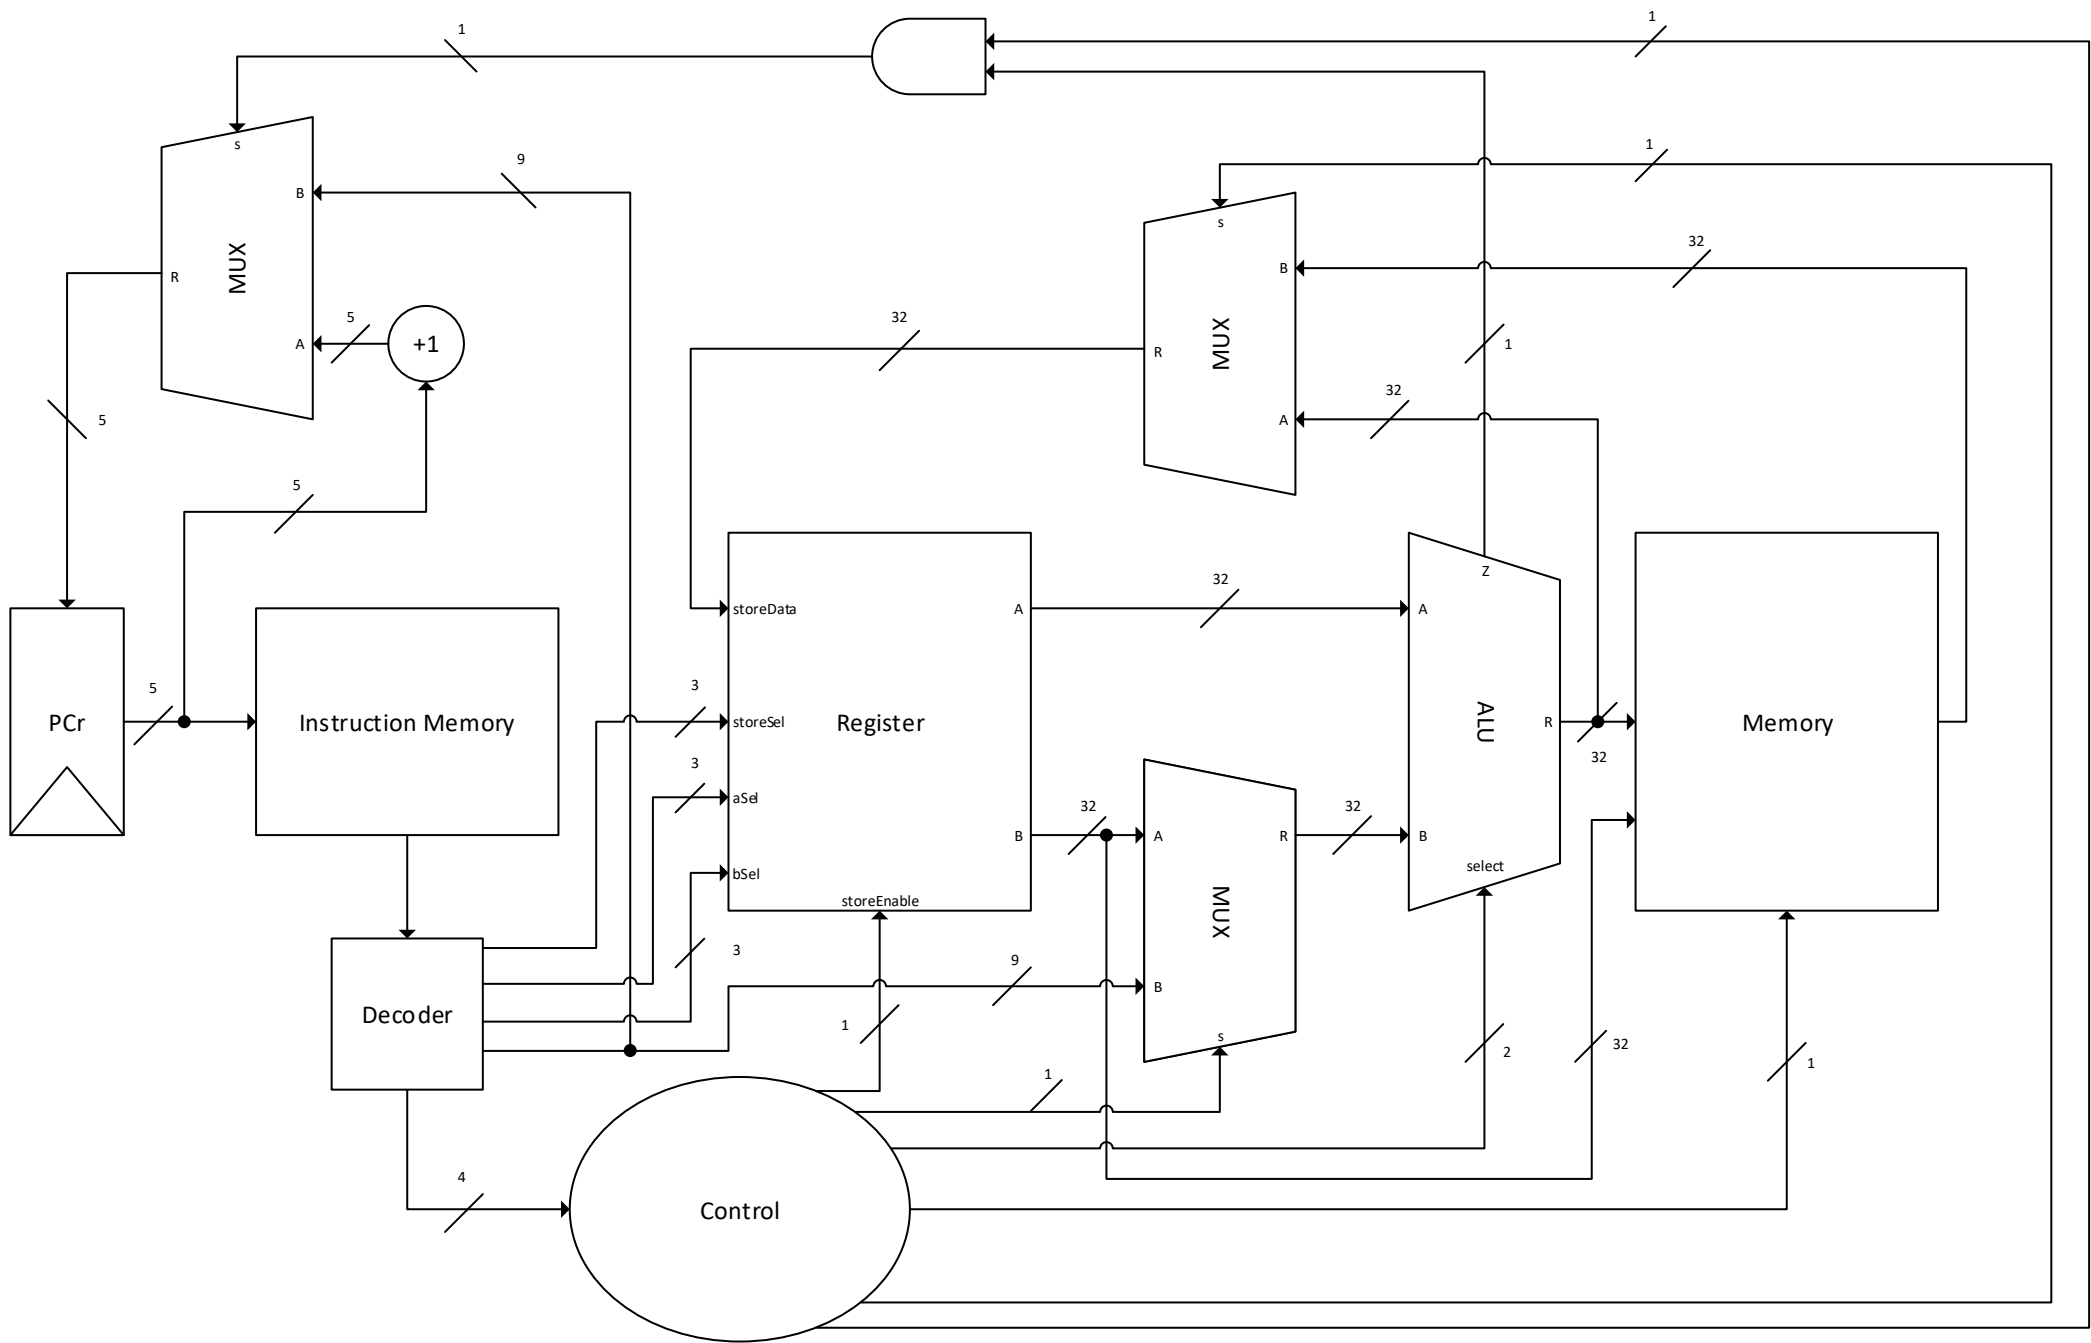 1
1
s
B
9
1
s
MUX
R
B
32
A
5
+1
32
MUX
R
1
A
32
5
5
Z
storeData
A
32
A
5
3
PCr
Instruction Memory
storeSel
Register
ALU
R
Memory
32
3
aSel
32
B
A
R
32
B
select
bSel
storeEnable
MUX
3
9
B
Decoder
1
s
2
32
1
1
4
Control